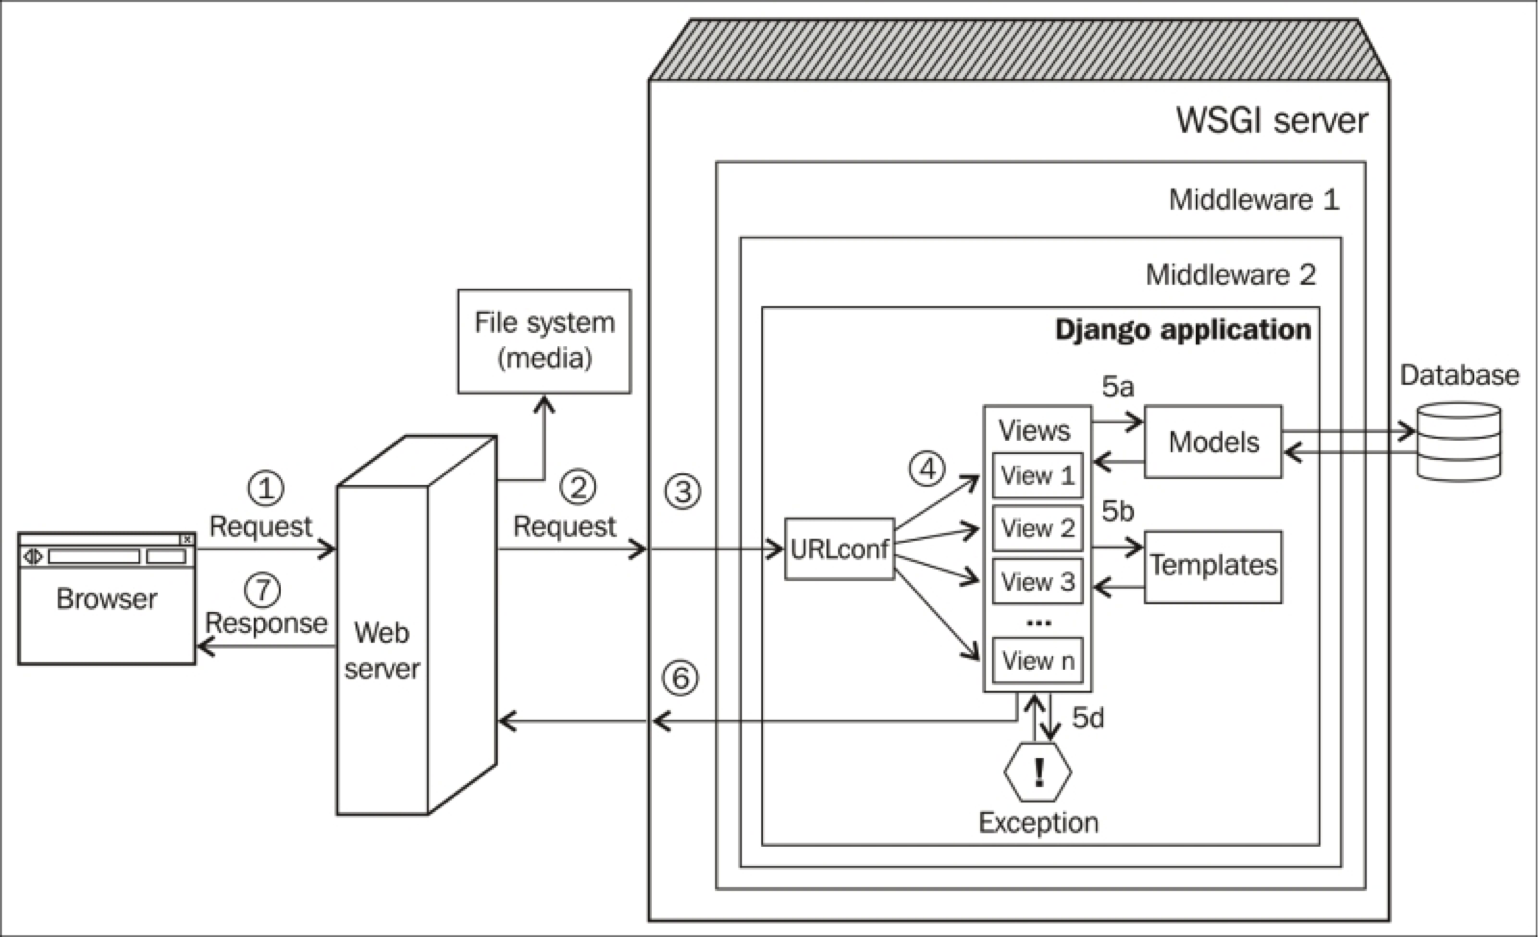 WSGI server
Middleware 1
Middleware 2
Django application
File system
(media)
Database
5a
Views
Models
View 1
4
1
2
3
Request
Request
View 2
5b
URLconf
Templates
View 3
Browser
7
Response
...
Web
server
View n
6
5d
!
Exception